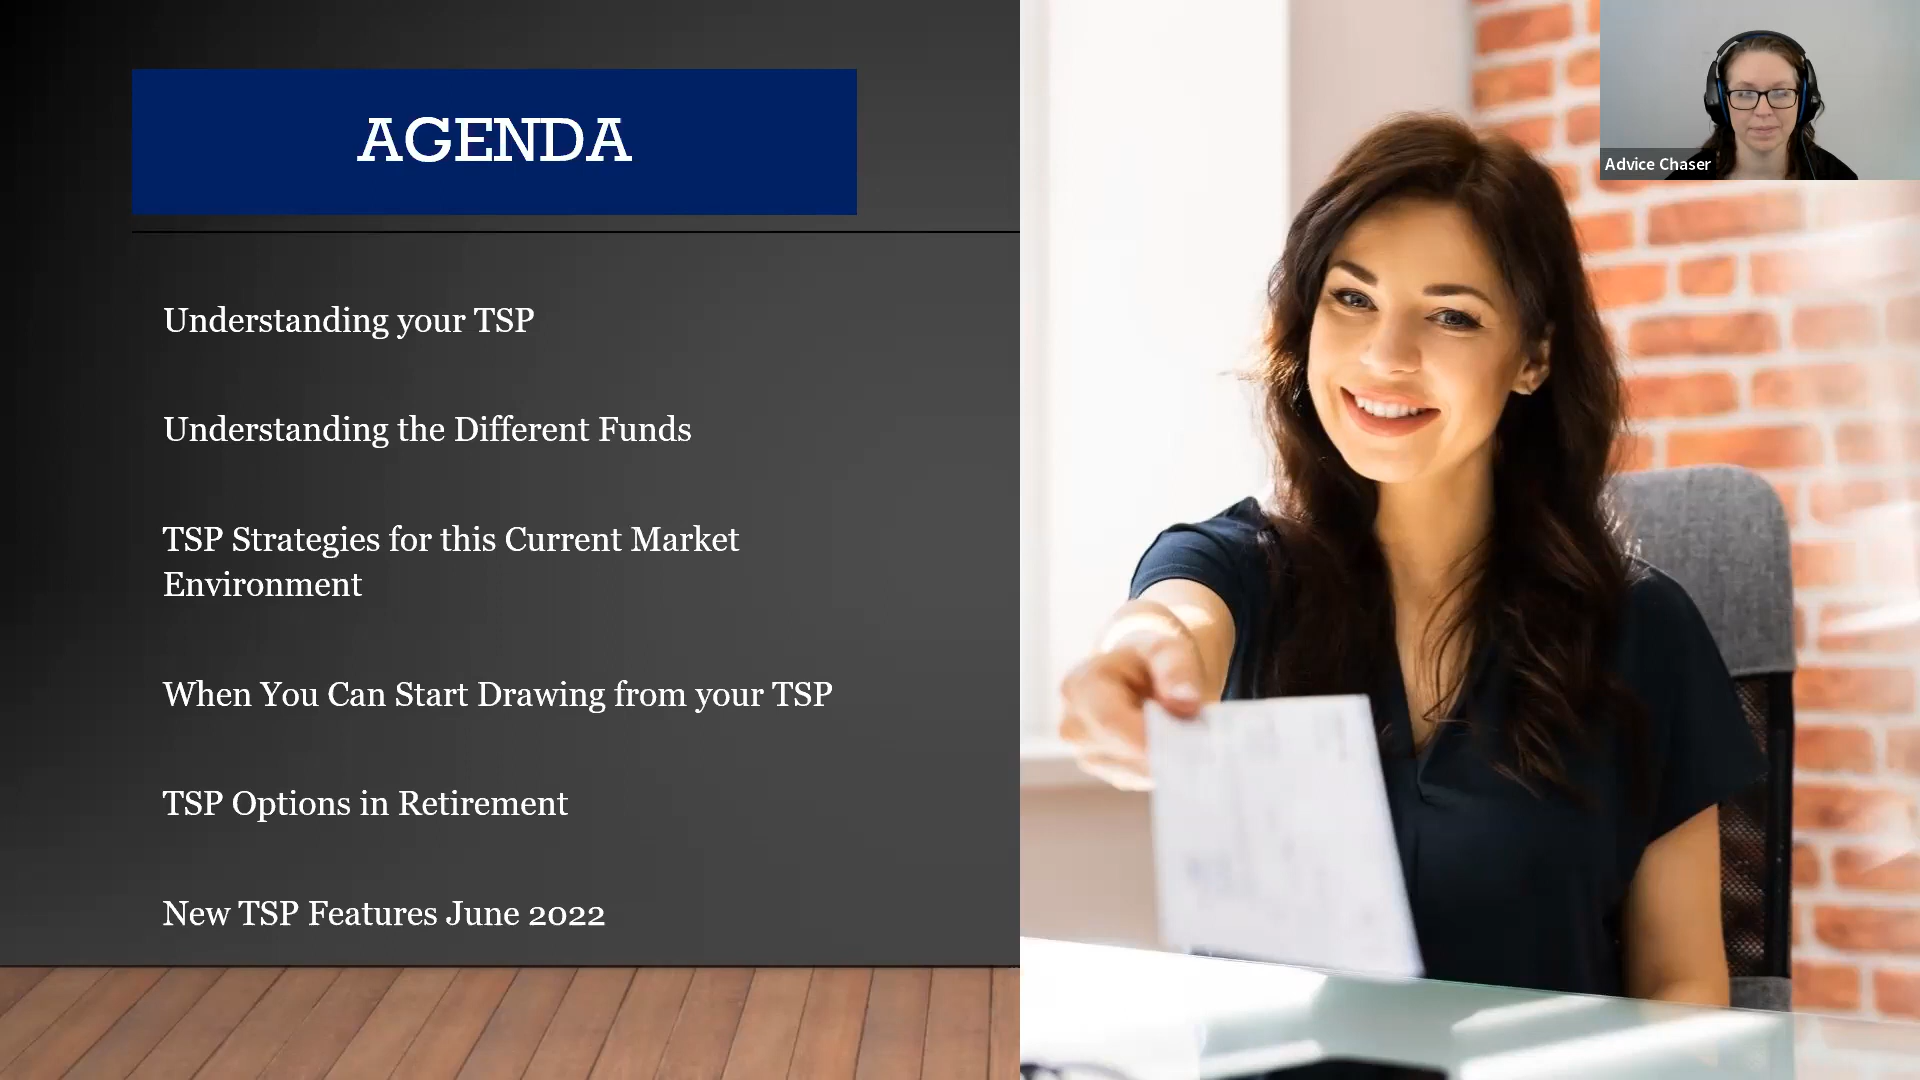 AGENDA
Understanding your TSP
Understanding the Different Funds
TSP Strategies for this Current Market
Environment
When You Can Start Drawing from your TSP
TSP Options in Retirement
New TSP Features June 2022
Advice Chaser